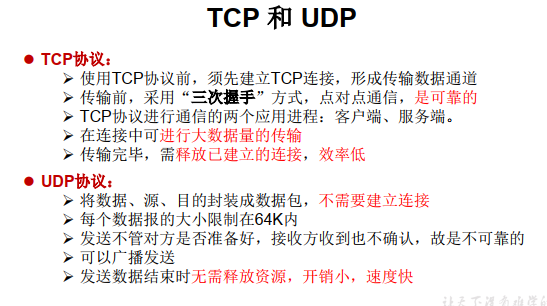 TCP 和 UDP
TCP协议：
使用TCP协议前，须先建立TCP连接，形成传输数据通道
传输前，采用“三次握手”方式，点对点通信，是可靠的
TCP协议进行通信的两个应用进程：客户端、服务端。
在连接中可进行大数据量的传输
传输完毕，需释放已建立的连接，效率低
UDP协议：
将数据、源、目的封装成数据包，不需要建立连接
每个数据报的大小限制在64K内
发送不管对方是否准备好，接收方收到也不确认，故是不可靠的
可以广播发送
发送数据结束时无需释放资源，开销小，速度快